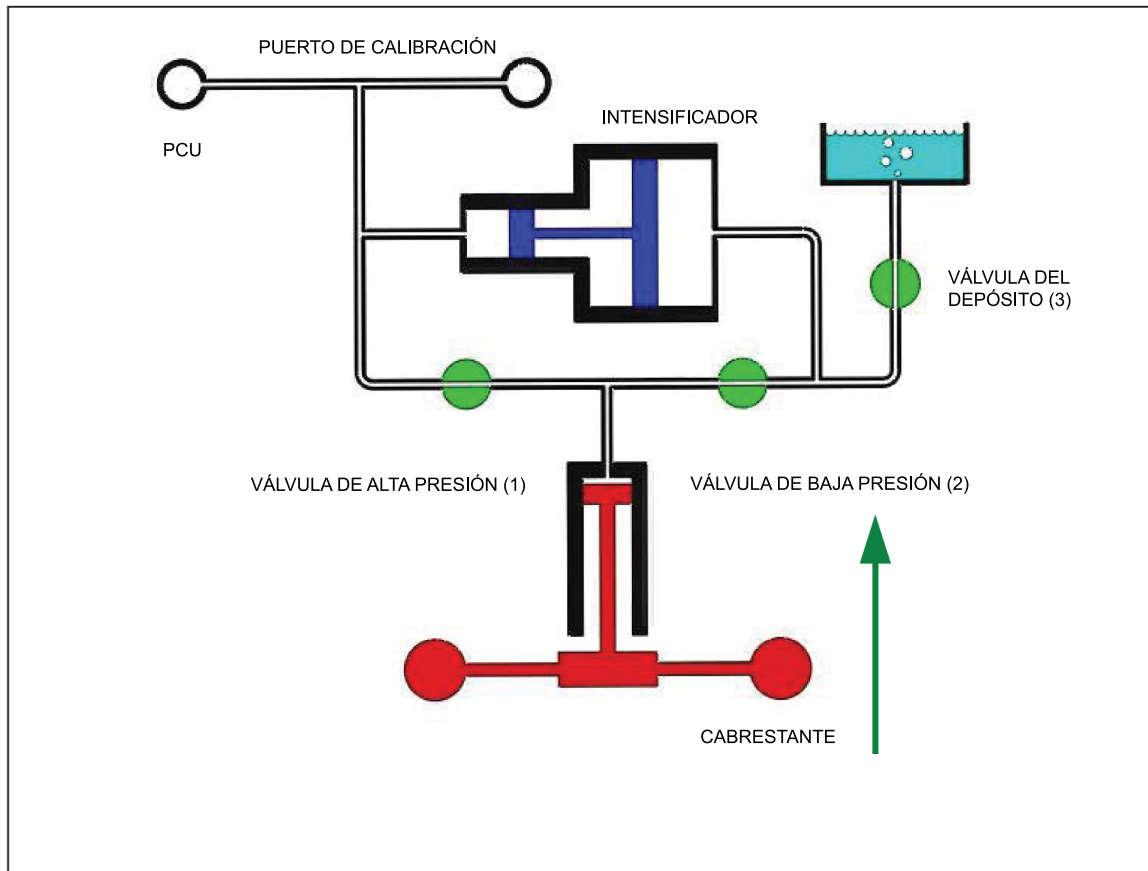 PUERTO DE CALIBRACIÓN
PCU
INTENSIFICADOR
VÁLVULA DEL
DEPÓSITO (3)
VÁLVULA DE ALTA PRESIÓN (1)
VÁLVULA DE BAJA PRESIÓN (2)
CABRESTANTE